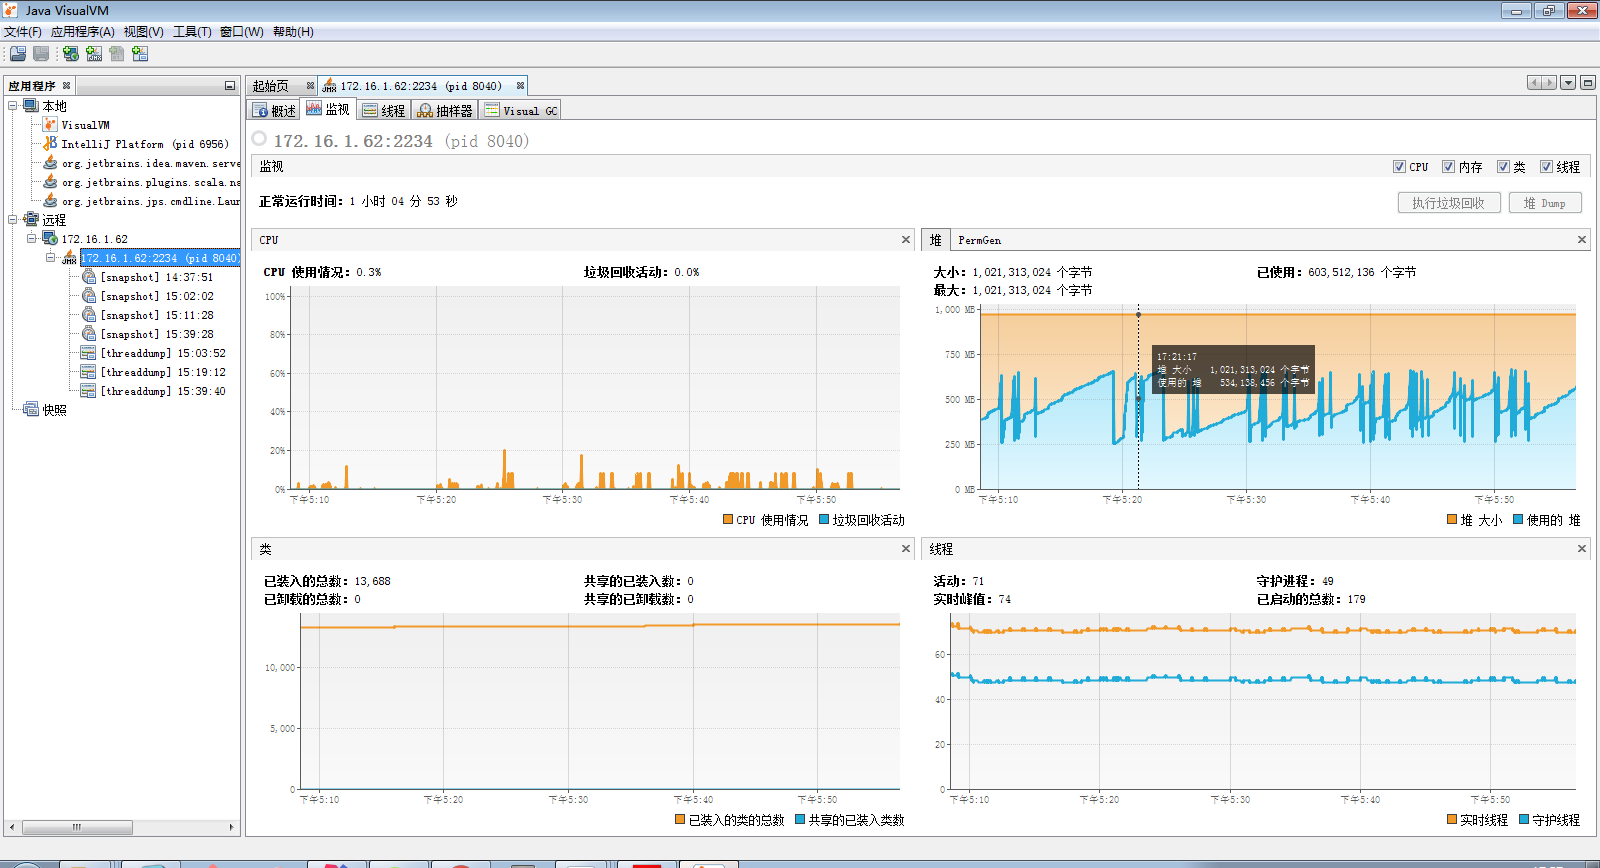 Java VisualVM
文件(F) 应用程序(A) 视图(V) 工具(T) 窗口(W) 帮助(H)
应用程序
本地
VisualVM
IntelliJ Platform (pid 6956)
org.jetbrains.idea.maven.serve
org.jetbrains.plugins.scala.na
org.jetbrains.jps.cmdline.Laur
远程
172.16.1.62
JMX 172.16.1.62:2234 (pid 8040)
[snapshot] 14:37:51
[snapshot] 15:02:02
[snapshot] 15:11:28
[snapshot] 15:39:28
[threaddump] 15:03:52
[threaddump] 15:19:12
[threaddump] 15:39:40
快照
起始页 JMX 172.16.1.62:2234 (pid 8040)
概述 监视 线程 抽样器 Visual GC
172.16.1.62:2234 (pid 8040)
监视 CPU 内存 类 线程
正常运行时间: 1 小时 04 分 53 秒
执行垃圾回收 堆 Dump
CPU
CPU 使用情况: 0.3% 垃圾回收活动: 0.0%
100%
80%
60%
40%
20%
0%
下午5:10 下午5:20 下午5:30 下午5:40 下午5:50
CPU 使用情况 垃圾回收活动
堆 PermGen
大小: 1,021,313,024 个字节 已使用: 603,512,136 个字节
最大: 1,021,313,024 个字节
1,000 MB
750 MB
500 MB
250 MB
0 MB
17:21:17
堆 大小 1,021,313,024 个字节
使用的 堆 534,138,456 个字节
下午5:10 下午5:20 下午5:30 下午5:40 下午5:50
堆 大小 使用的 堆
类
已装入的总数: 13,688 共享的已装入数: 0
已卸载的总数: 0 共享的已卸载数: 0
10,000
5,000
0
下午5:10 下午5:20 下午5:30 下午5:40 下午5:50
已装入的类的总数 共享的已装入类数
线程
活动: 71 守护进程: 49
实时峰值: 74 已启动的总数: 179
60
40
20
0
下午5:10 下午5:20 下午5:30 下午5:40 下午5:50
实时线程 守护线程